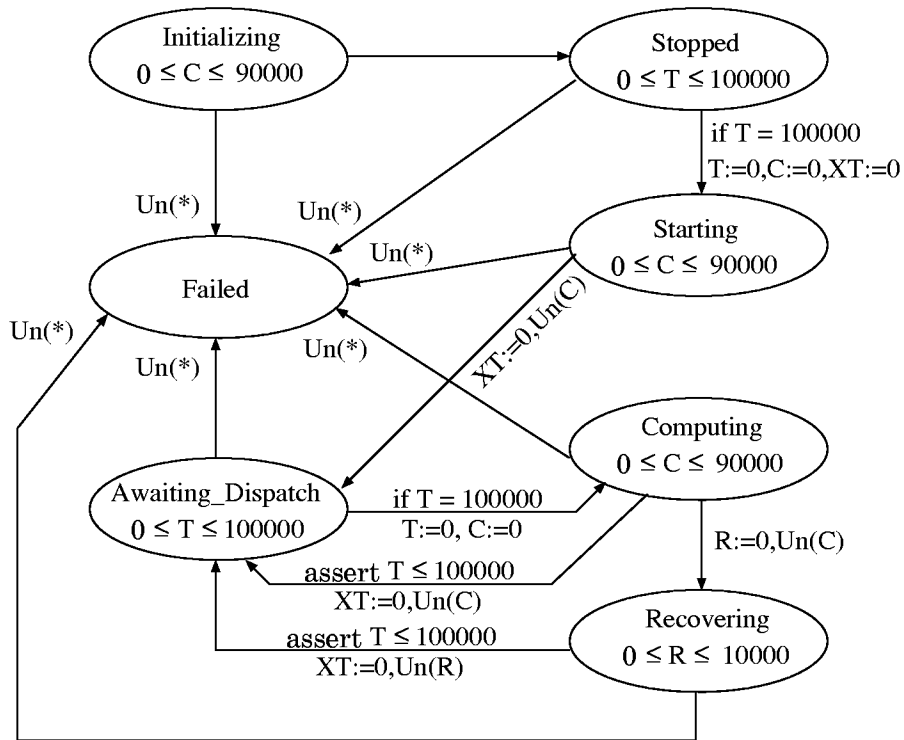 Initializing
0 ≤ C ≤ 90000
Stopped
0 ≤ T ≤ 100000
if T = 100000
T:=0,C:=0,XT:=0
Un(*)
Un(*)
Starting
0 ≤ C ≤ 90000
Un(*)
Failed
Un(*)
Un(*)
Un(*)
XT:=0,Un(C)
Computing
0 ≤ C ≤ 90000
Awaiting_Dispatch
0 ≤ T ≤ 100000
if T = 100000
T:=0, C:=0
R:=0,Un(C)
assert T ≤ 100000
XT:=0,Un(C)
assert T ≤ 100000
XT:=0,Un(R)
Recovering
0 ≤ R ≤ 10000